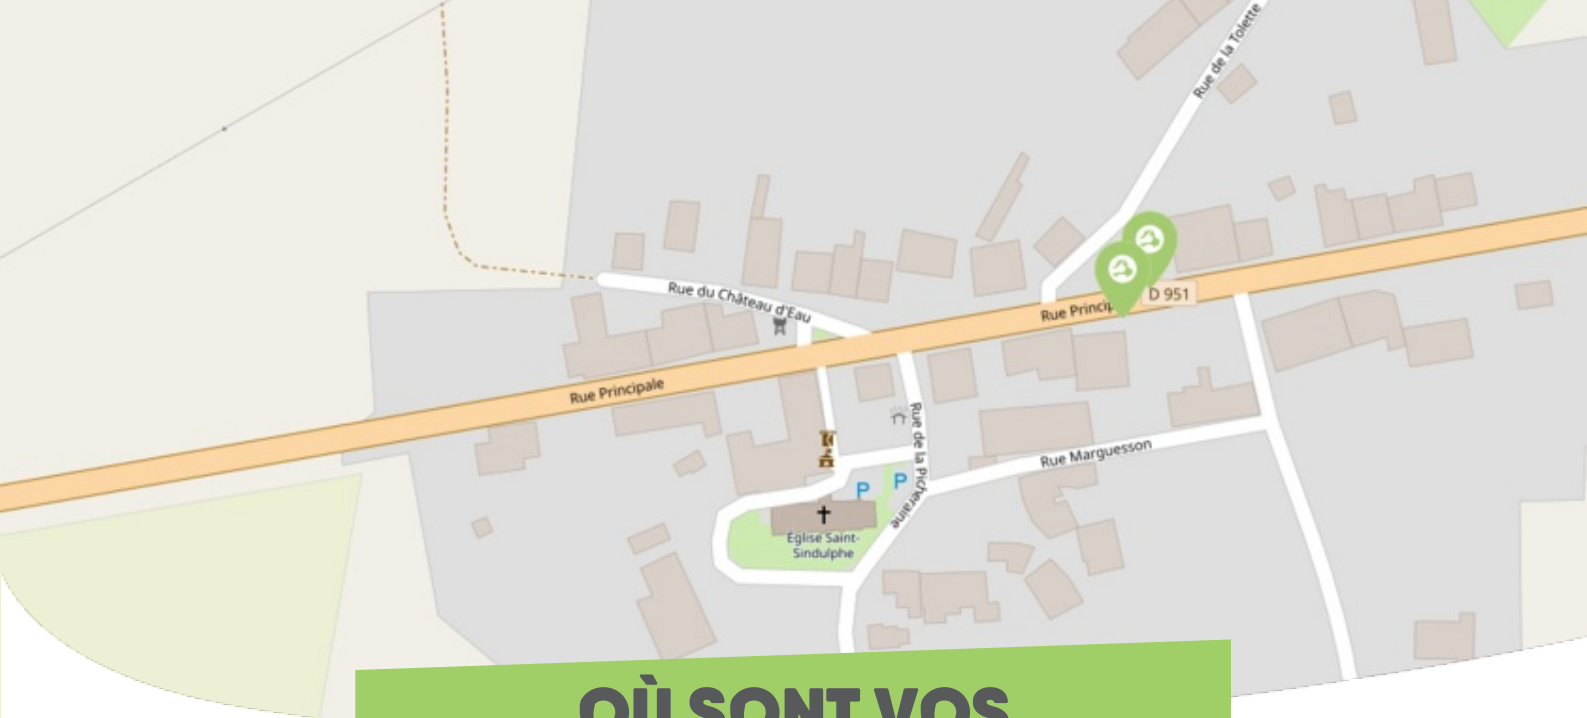 Rue de la Tolette
Rue du Château d'Eau
D 951
Rue Princip
Rue Principale
Rue de la Picheraine
Rue Marguesson
P
P
Église Saint-
Sindulphe
OÙ SONT VOS